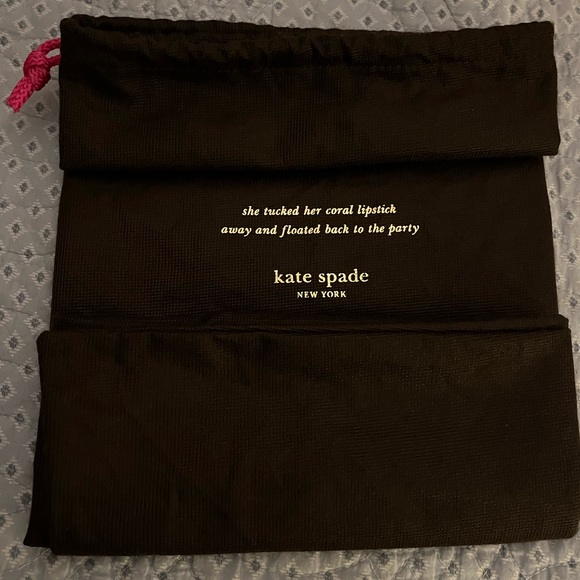 she tucked her coral lipstick
away and floated back to the party
kate spade
NEW YORK